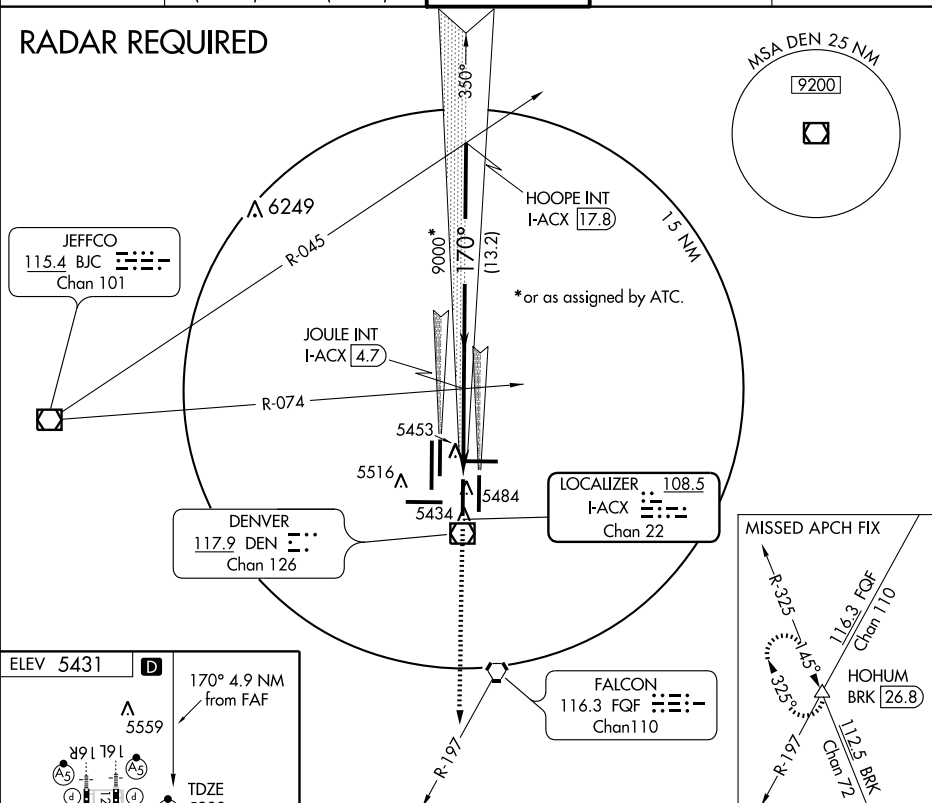 RADAR REQUIRED
MSA DEN 25 NM
9200
350°
HOOPE INT
I-ACX 17.8
6249
15 NM
JEFFCO
115.4 BJC
Chan 101
R-045
9000*
170°
(13.2)
*or as assigned by ATC.
JOULE INT
I-ACX 4.7
R-074
5453
5516
5484
5434
LOCALIZER 108.5
I-ACX
Chan 22
DENVER
117.9 DEN
Chan 126
MISSED APCH FIX
R-325
116.3 FQF
Chan 110
145°
325°
HOHUM
BRK 26.8
R-197
112.5 BRK
Chan 72
FALCON
116.3 FQF
Chan110
R-197
ELEV 5431
D
170° 4.9 NM
from FAF
5559
16R
16L
A5
A5
P
P
TDZE